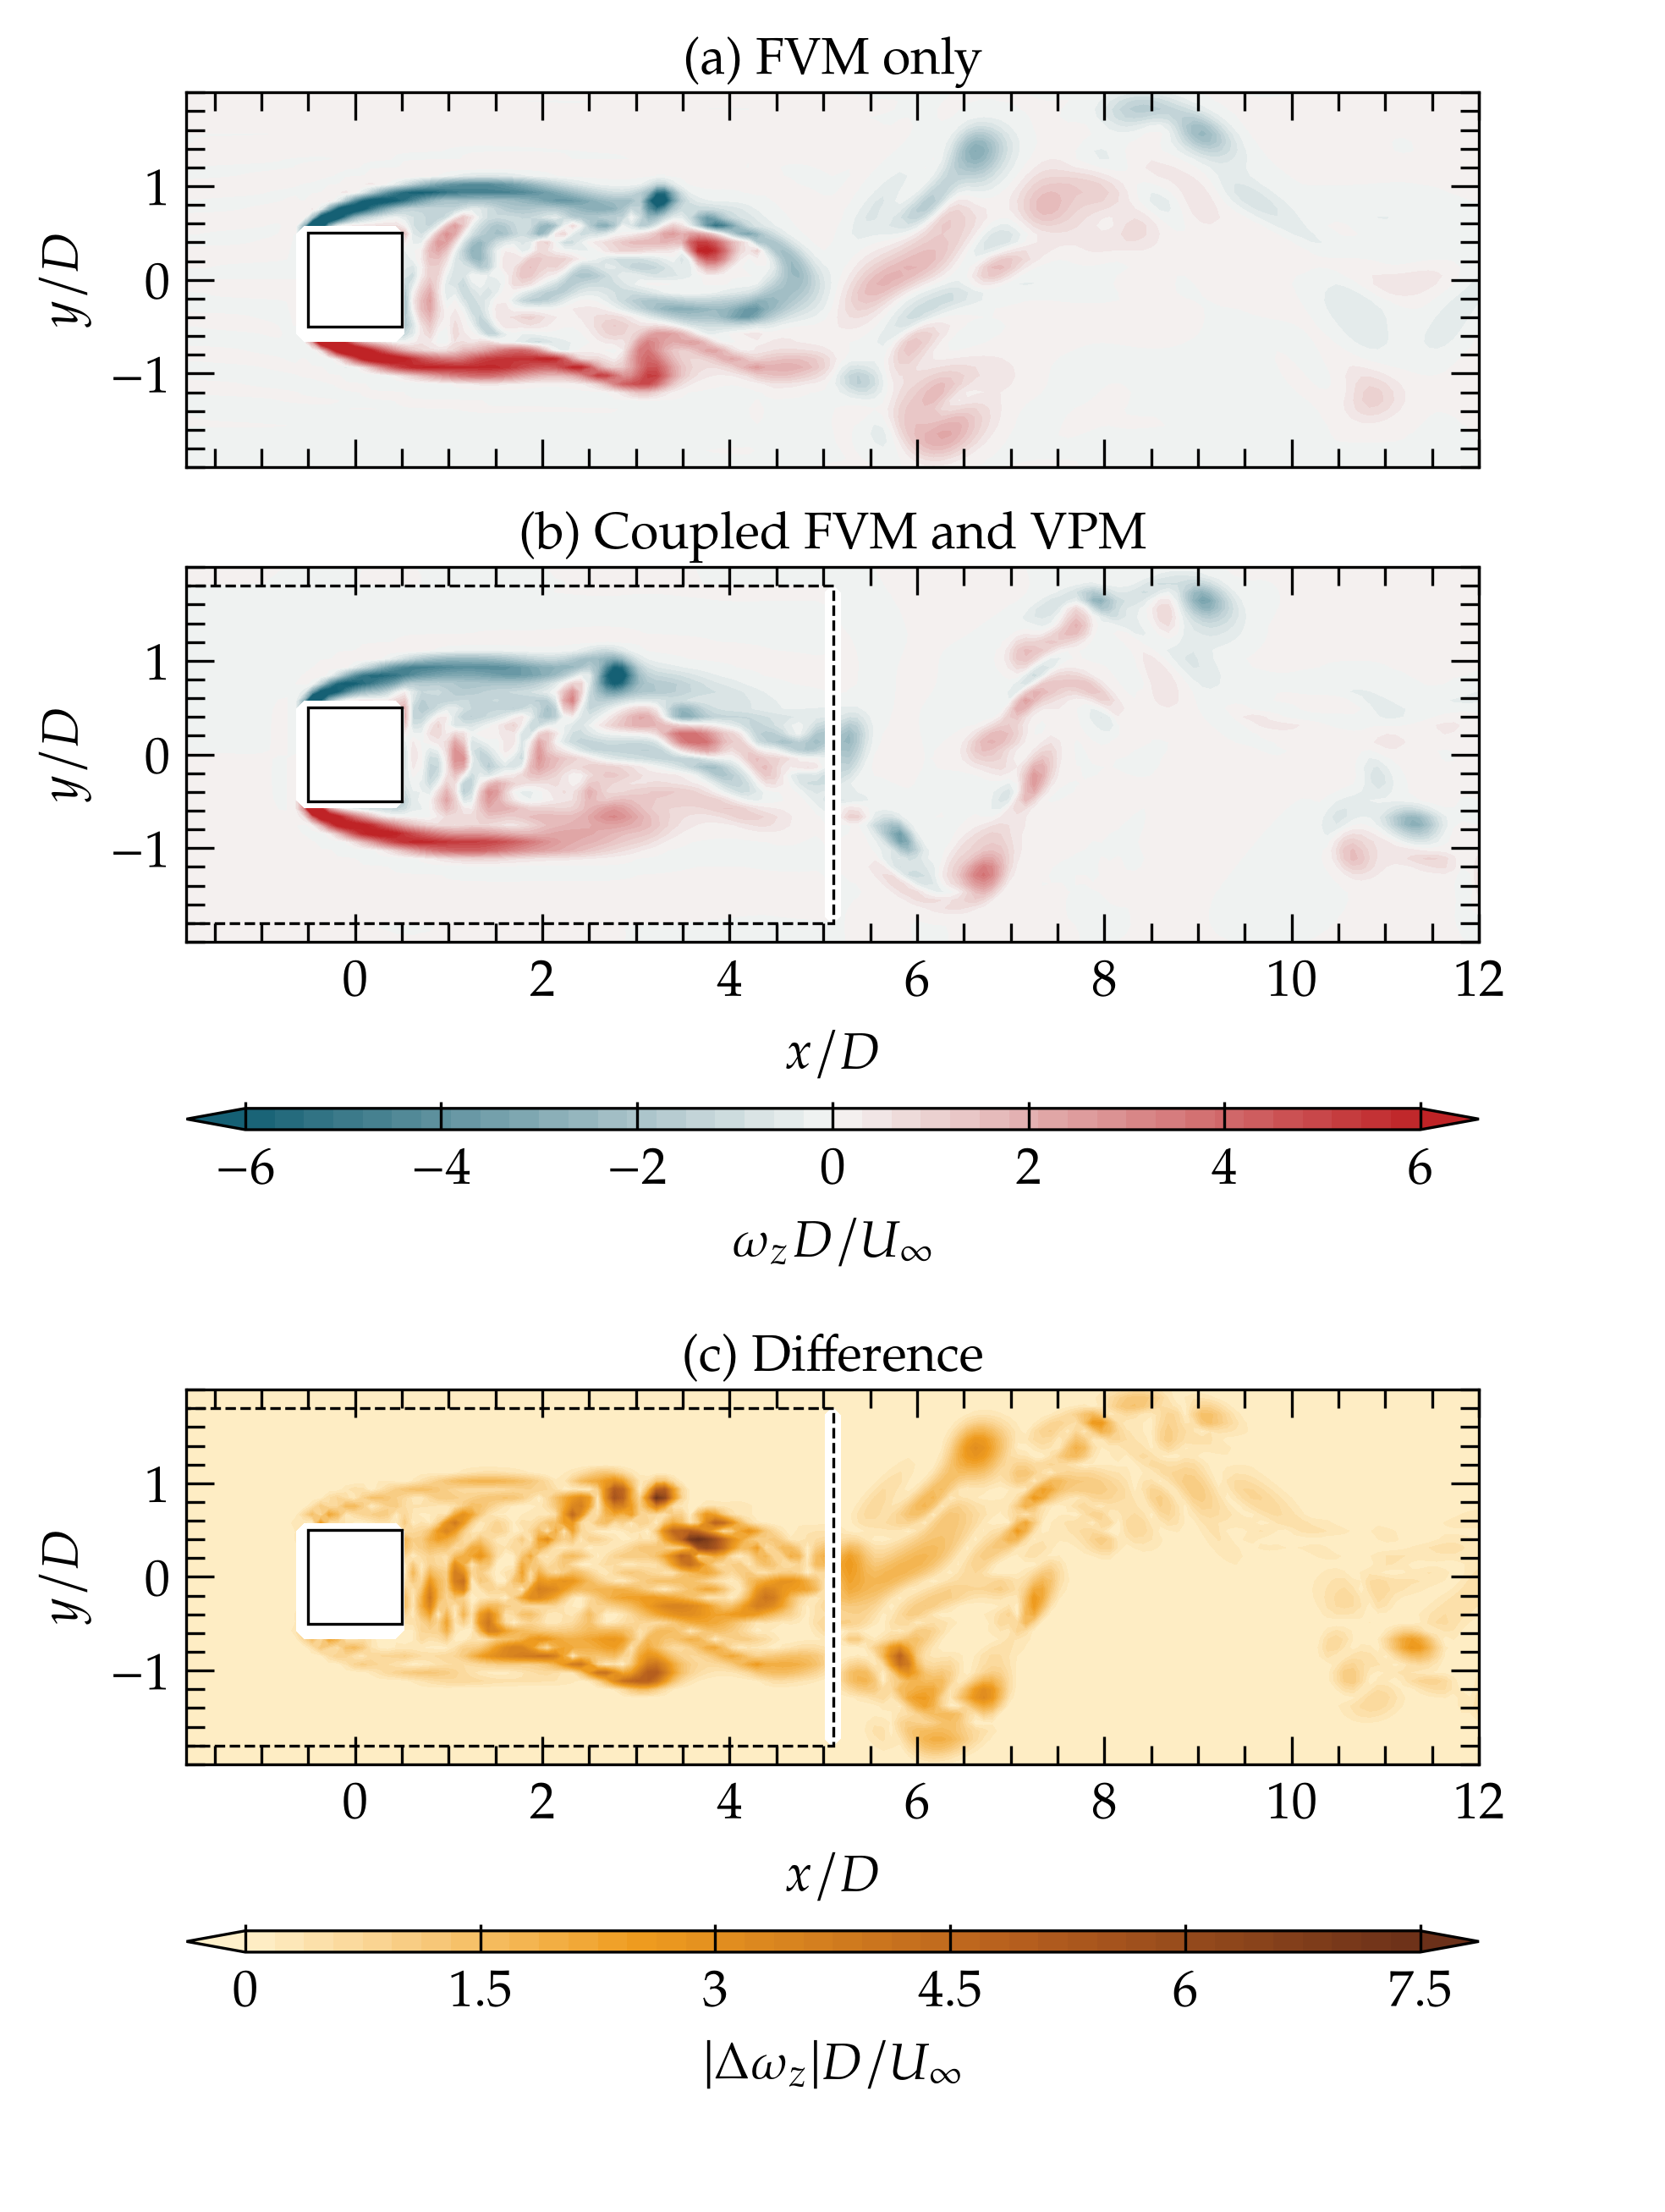 (a) FVM only
y/D
1
0
−1
(b) Coupled FVM and VPM
y/D
1
0
−1
0 2 4 6 8 10 12
x/D
−6 −4 −2 0 2 4 6
ω_z D/U_∞
(c) Difference
y/D
1
0
−1
0 2 4 6 8 10 12
x/D
0 1.5 3 4.5 6 7.5
|Δω_z|D/U_∞